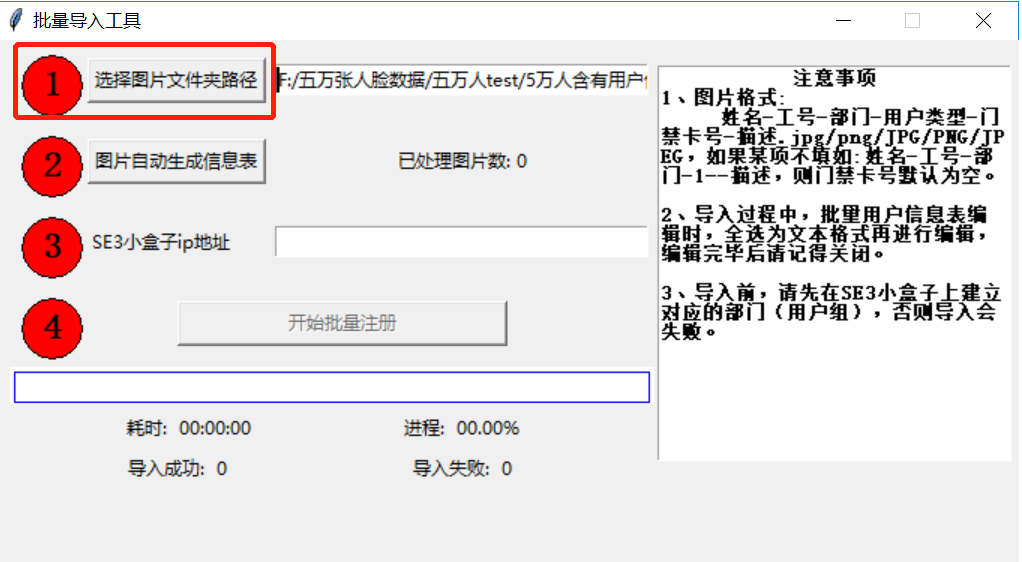 批量导入工具
1 选择图片文件夹路径 F:/五万张人脸数据/五万人test/5万人含有用户
2 图片自动生成信息表 已处理图片数: 0
3 SE3小盒子ip地址
4 开始批量注册
耗时: 00:00:00 进程: 00.00%
导入成功: 0 导入失败: 0
注意事项
1、图片格式:
姓名-工号-部门-用户类型-门
禁卡号-描述.jpg/png/JPG/PNG/JP
EG，如果某项不填如:姓名-工号-部
门-1--描述，则门禁卡号默认为空。
2、导入过程中，批量用户信息表编
辑时，全选为文本格式再进行编辑，
编辑完毕后请记得关闭。
3、导入前，请先在SE3小盒子上建立
对应的部门（用户组），否则导入会
失败。